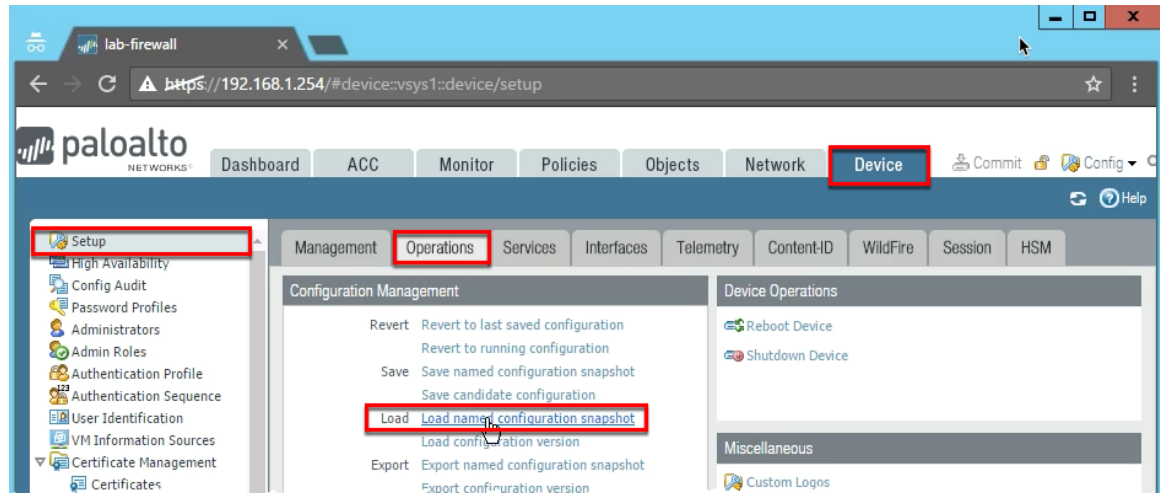 lab-firewall
https://192.168.1.254/#device::vsys1::device/setup
paloalto
NETWORKS
Dashboard ACC Monitor Policies Objects Network Device Commit Config
Help
Setup
High Availability
Config Audit
Password Profiles
Administrators
Admin Roles
Authentication Profile
Authentication Sequence
User Identification
VM Information Sources
Certificate Management
Certificates
Management Operations Services Interfaces Telemetry Content-ID WildFire Session HSM
Configuration Management
Revert Revert to last saved configuration
Revert to running configuration
Save Save named configuration snapshot
Save candidate configuration
Load Load named configuration snapshot
Load configuration version
Export Export named configuration snapshot
Export configuration version
Device Operations
Reboot Device
Shutdown Device
Miscellaneous
Custom Logos